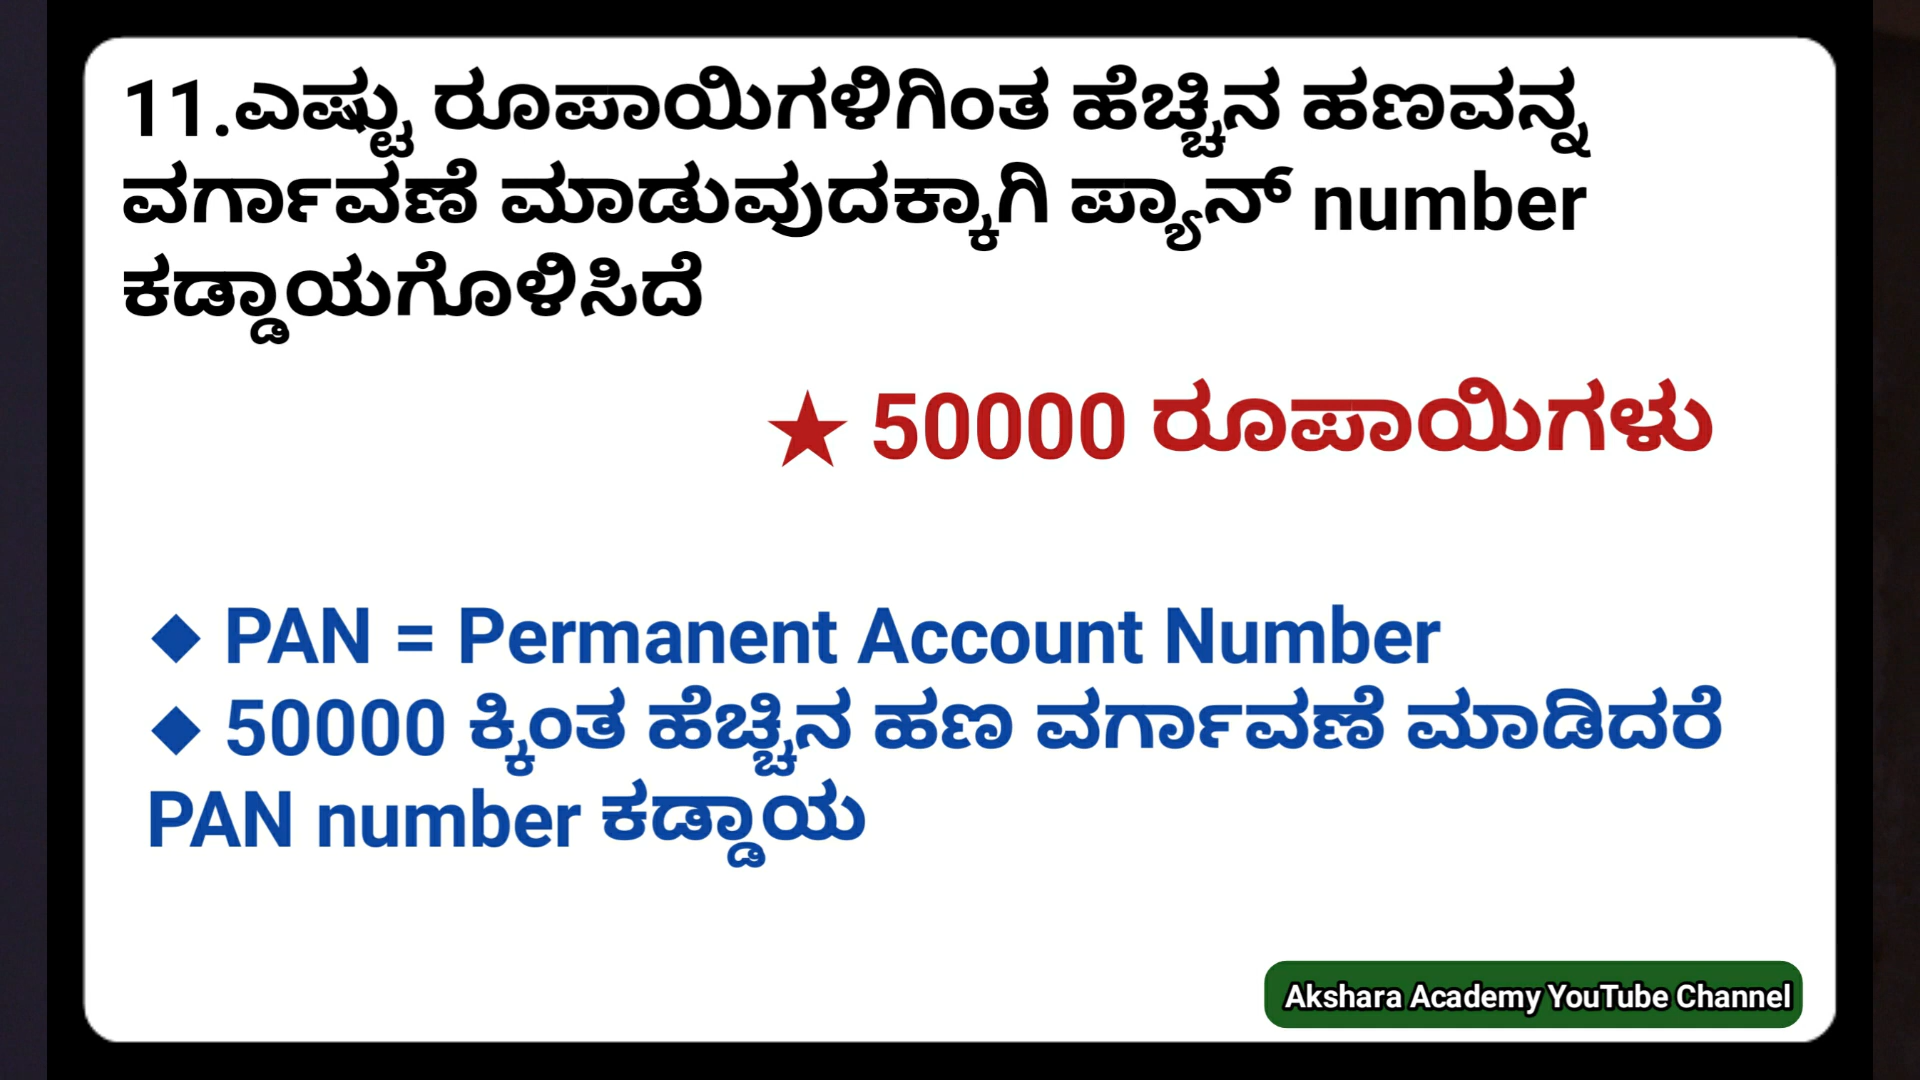 11.ಎಷ್ಟು ರೂಪಾಯಿಗಳಿಗಿಂತ ಹೆಚ್ಚಿನ ಹಣವನ್ನ
ವರ್ಗಾವಣೆ ಮಾಡುವುದಕ್ಕಾಗಿ ಪ್ಯಾನ್ number
ಕಡ್ಡಾಯಗೊಳಿಸಿದೆ
★ 50000 ರೂಪಾಯಿಗಳು
◆ PAN = Permanent Account Number
◆ 50000 ಕ್ಕಿಂತ ಹೆಚ್ಚಿನ ಹಣ ವರ್ಗಾವಣೆ ಮಾಡಿದರೆ
PAN number ಕಡ್ಡಾಯ
Akshara Academy YouTube Channel